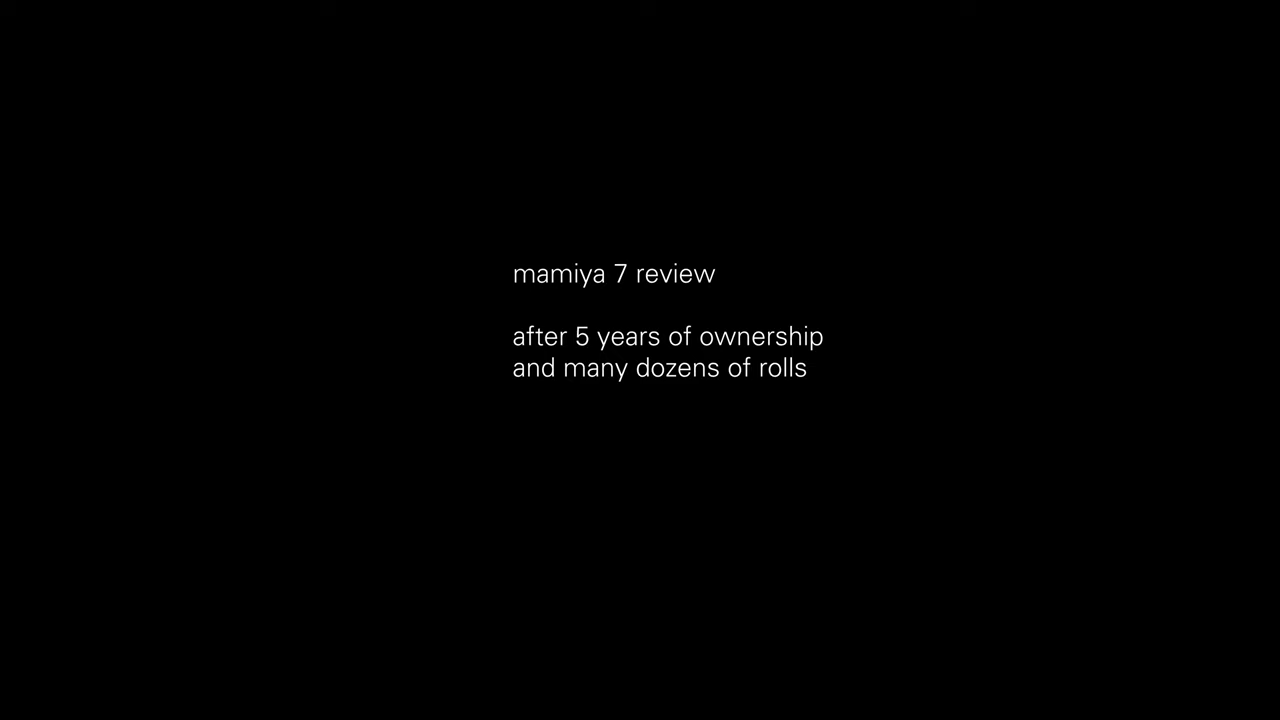 mamiya 7 review
after 5 years of ownership
and many dozens of rolls